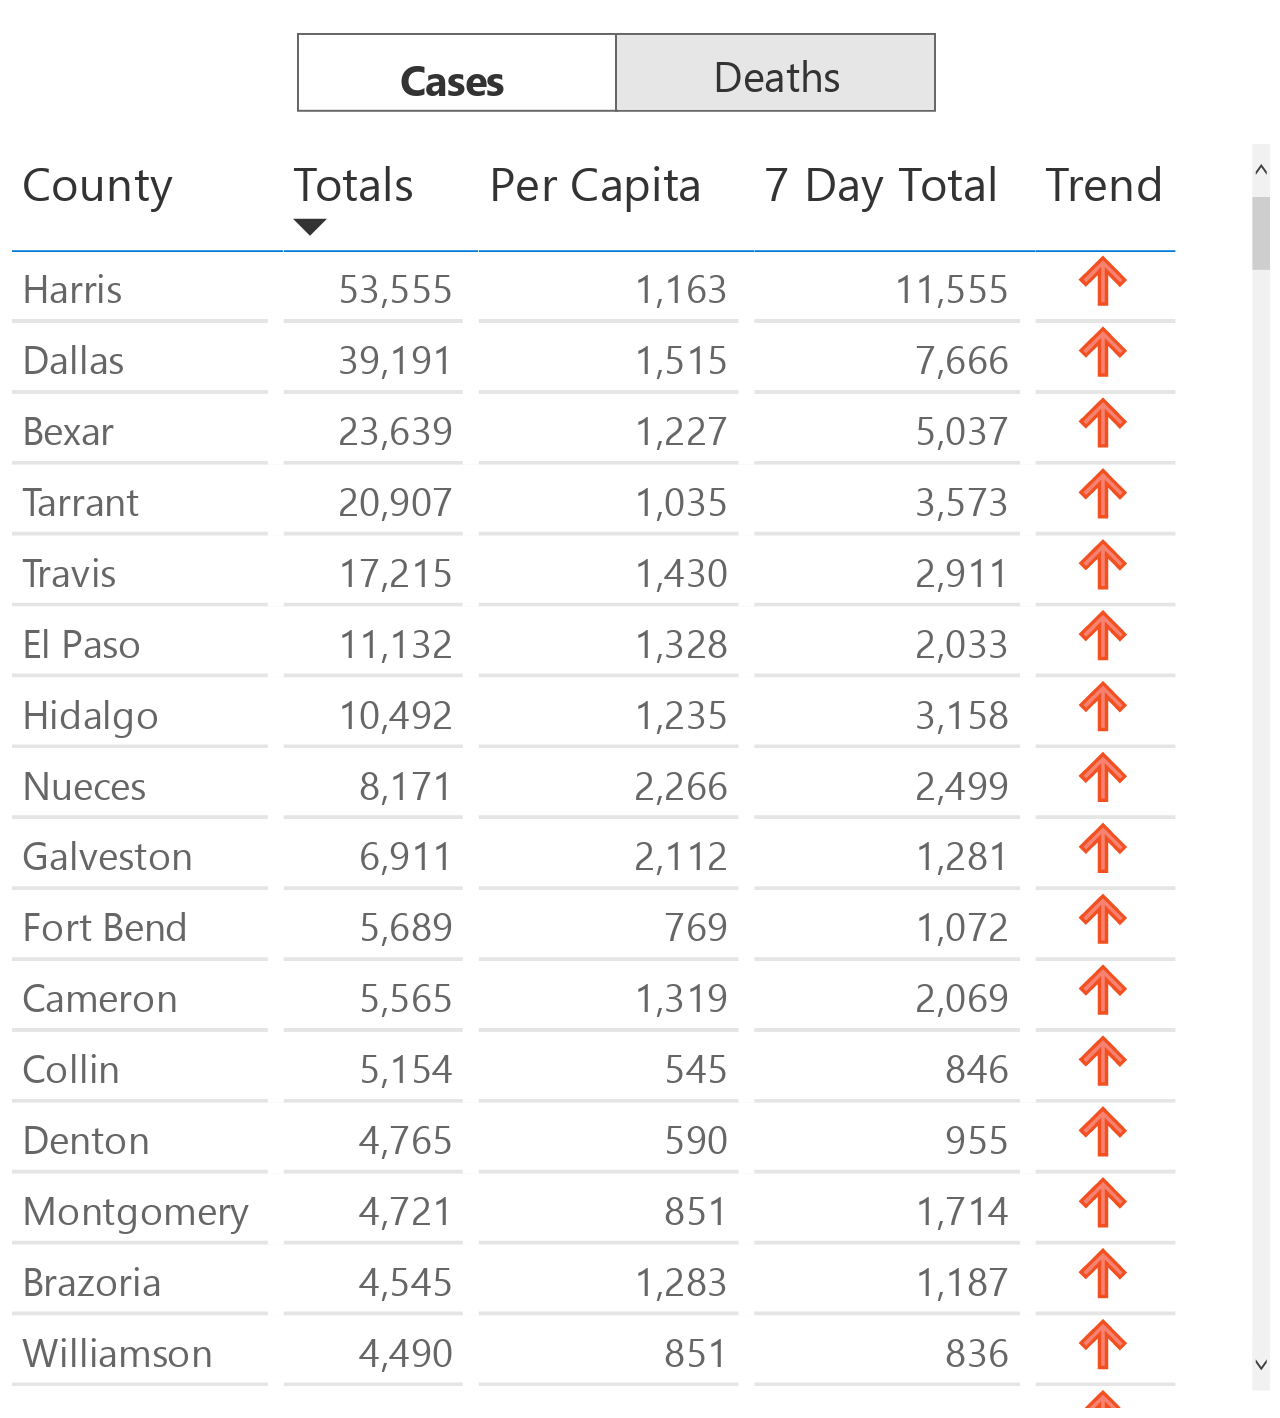 Cases Deaths
County Totals Per Capita 7 Day Total Trend
Harris 53,555 1,163 11,555
Dallas 39,191 1,515 7,666
Bexar 23,639 1,227 5,037
Tarrant 20,907 1,035 3,573
Travis 17,215 1,430 2,911
El Paso 11,132 1,328 2,033
Hidalgo 10,492 1,235 3,158
Nueces 8,171 2,266 2,499
Galveston 6,911 2,112 1,281
Fort Bend 5,689 769 1,072
Cameron 5,565 1,319 2,069
Collin 5,154 545 846
Denton 4,765 590 955
Montgomery 4,721 851 1,714
Brazoria 4,545 1,283 1,187
Williamson 4,490 851 836